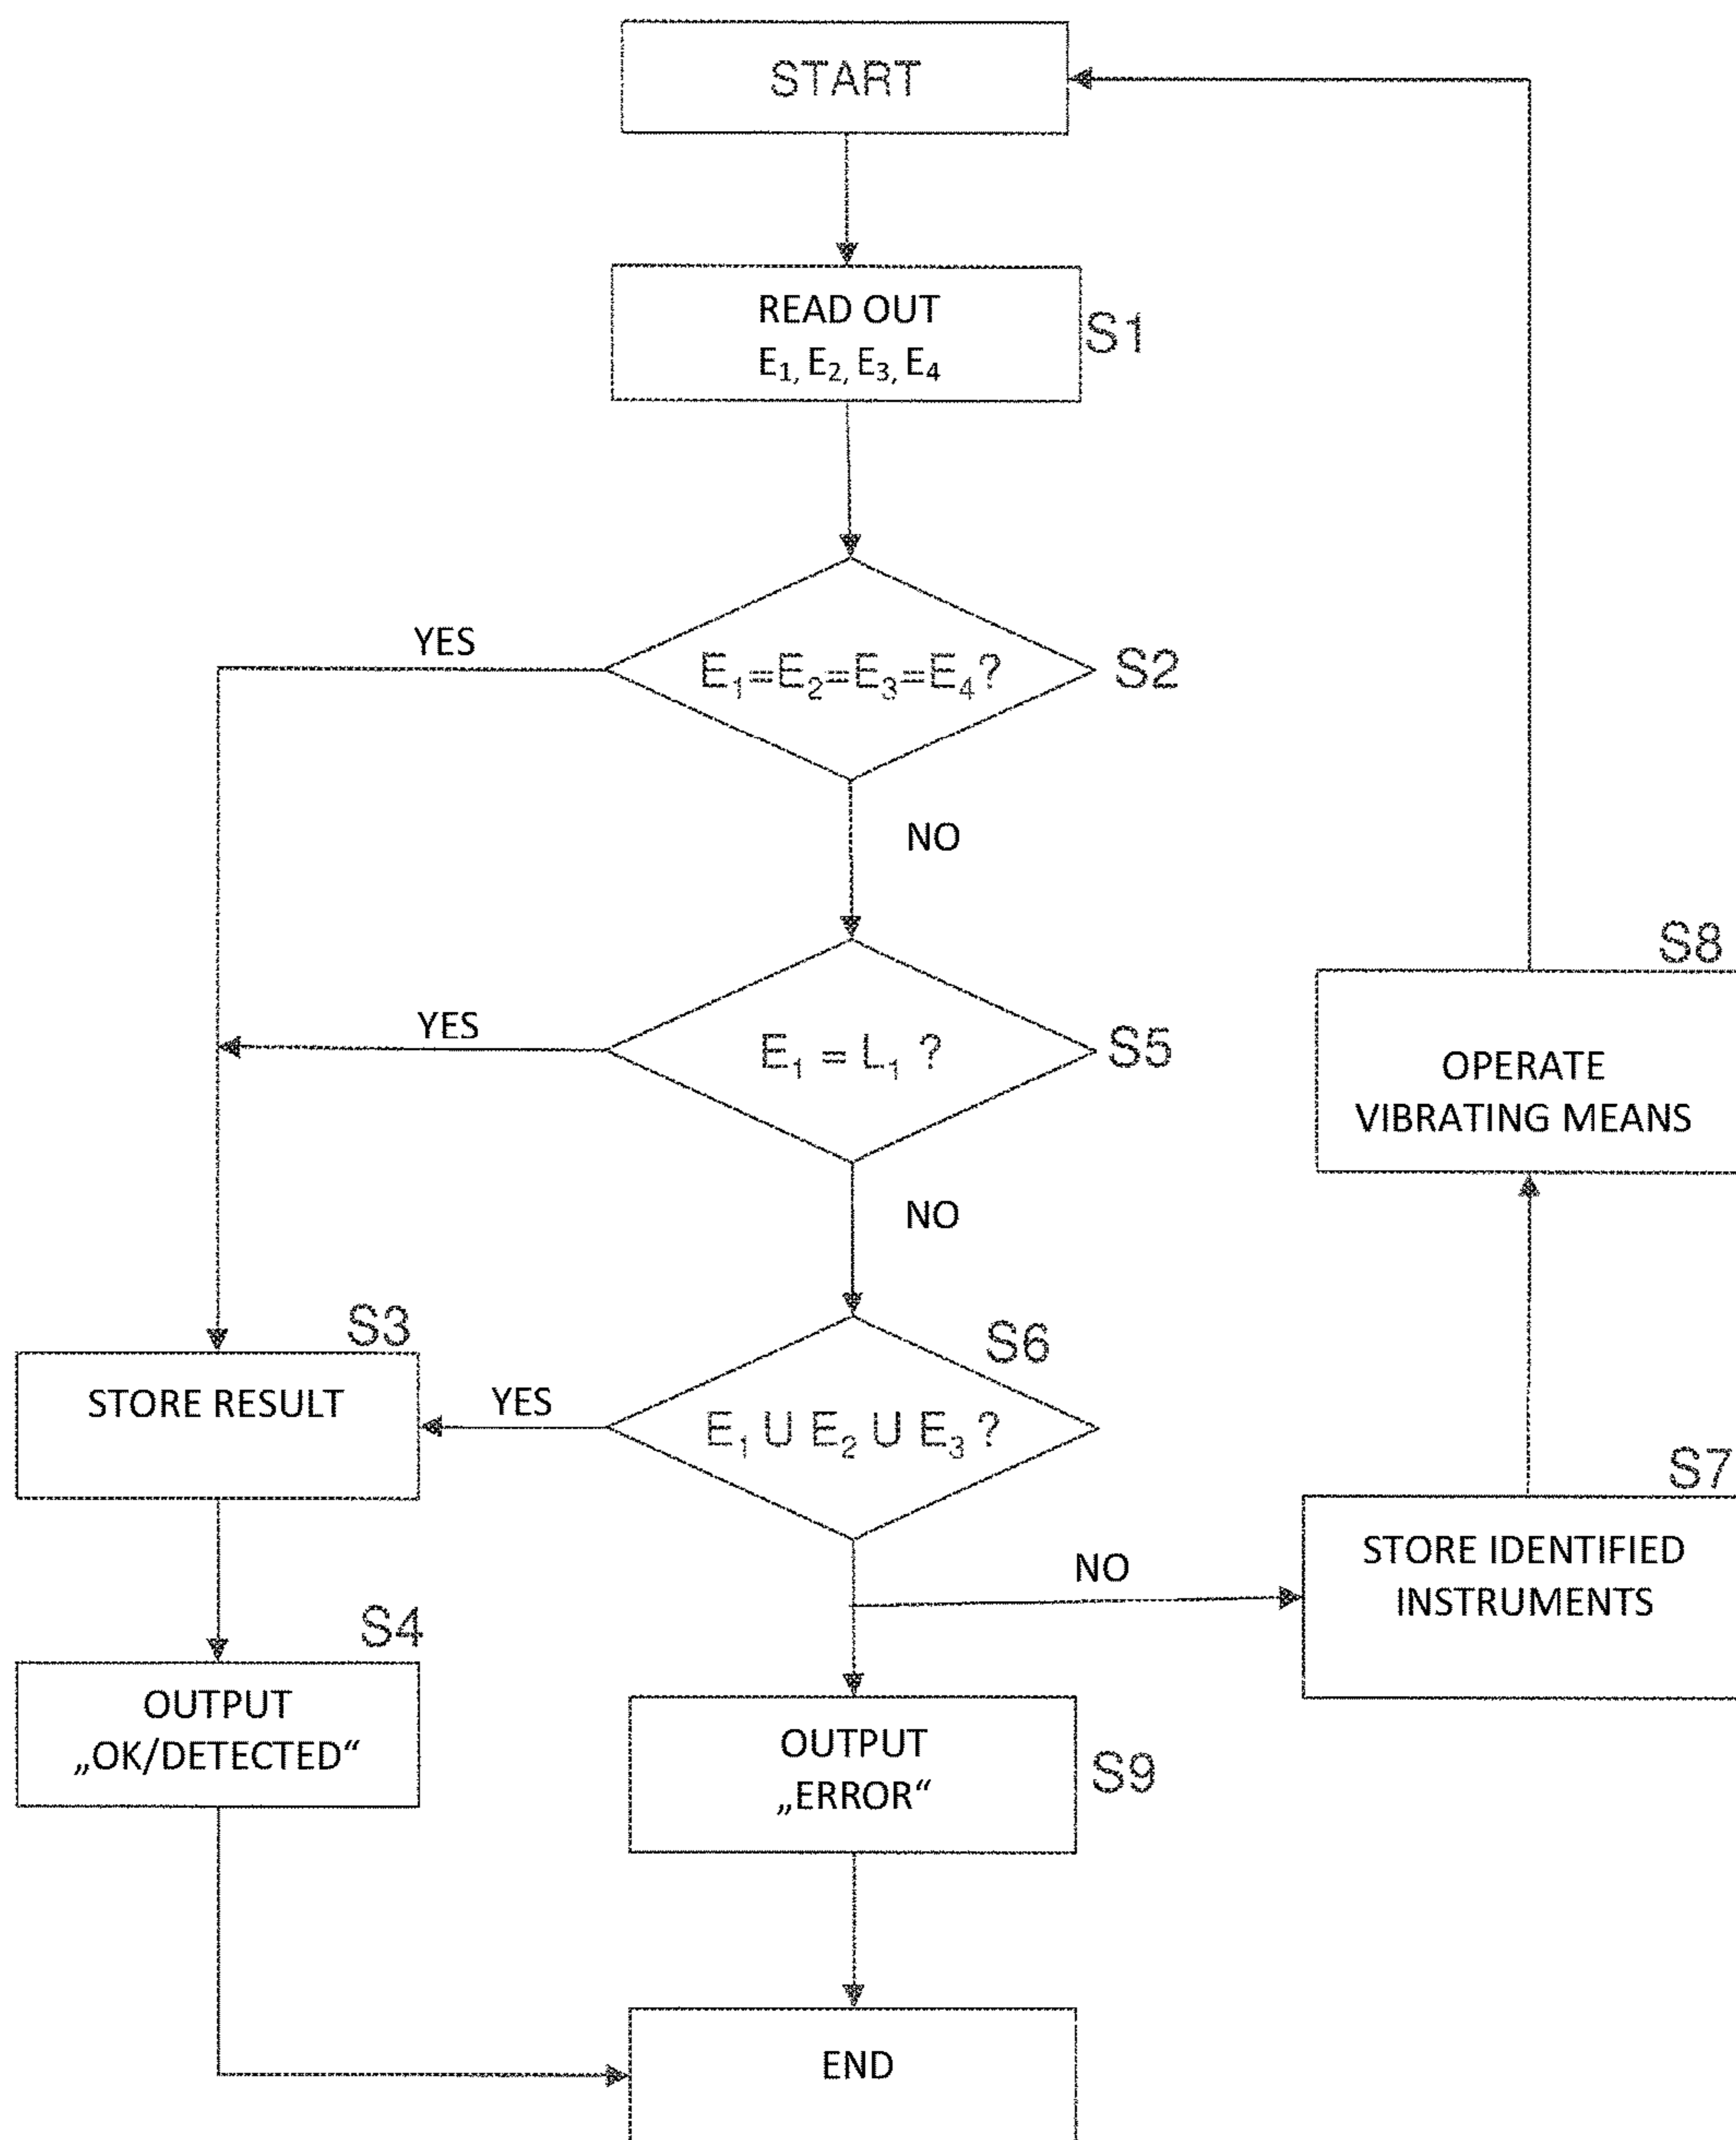 START
READ OUT
E₁, E₂, E₃, E₄
S1
YES
E₁=E₂=E₃=E₄?
S2
NO
YES
E₁ = L₁ ?
S5
NO
S8
OPERATE
VIBRATING MEANS
S3
STORE RESULT
YES
S6
E₁ U E₂ U E₃ ?
NO
S7
STORE IDENTIFIED
INSTRUMENTS
S4
OUTPUT
„OK/DETECTED“
OUTPUT
„ERROR“
S9
END